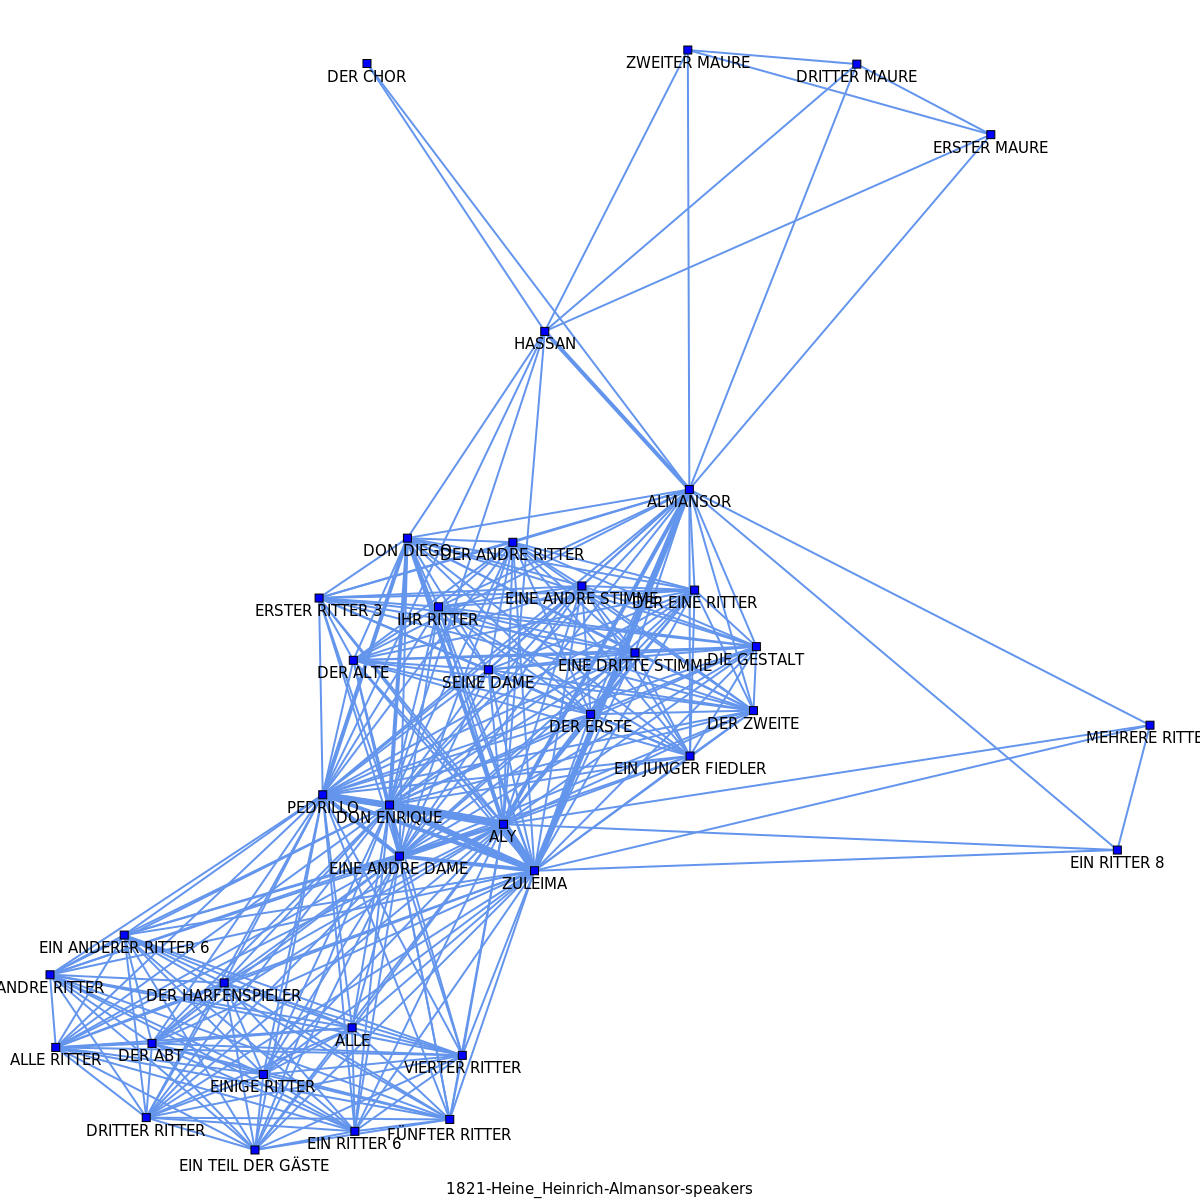 ZWEITER MAURE
DER CHOR
DRITTER MAURE
ERSTER MAURE
HASSAN
ALMANSOR
DON DIEGO
DER ANDRE RITTER
EINE ANDRE STIMME
DER EINE RITTER
ERSTER RITTER 3
IHR RITTER
DIE GESTALT
EINE DRITTE STIMME
DER ALTE
SEINE DAME
DER ZWEITE
DER ERSTE
MEHRERE RITTE
EIN JUNGER FIEDLER
PEDRILLO
DON ENRIQUE
ALY
EIN RITTER 8
EINE ANDRE DAME
ZULEIMA
EIN ANDERER RITTER 6
ANDRE RITTER
DER HARFENSPIELER
ALLE
DER ABT
ALLE RITTER
VIERTER RITTER
EINIGE RITTER
DRITTER RITTER
FÜNFTER RITTER
EIN RITTER 6
EIN TEIL DER GÄSTE
1821-Heine_Heinrich-Almansor-speakers